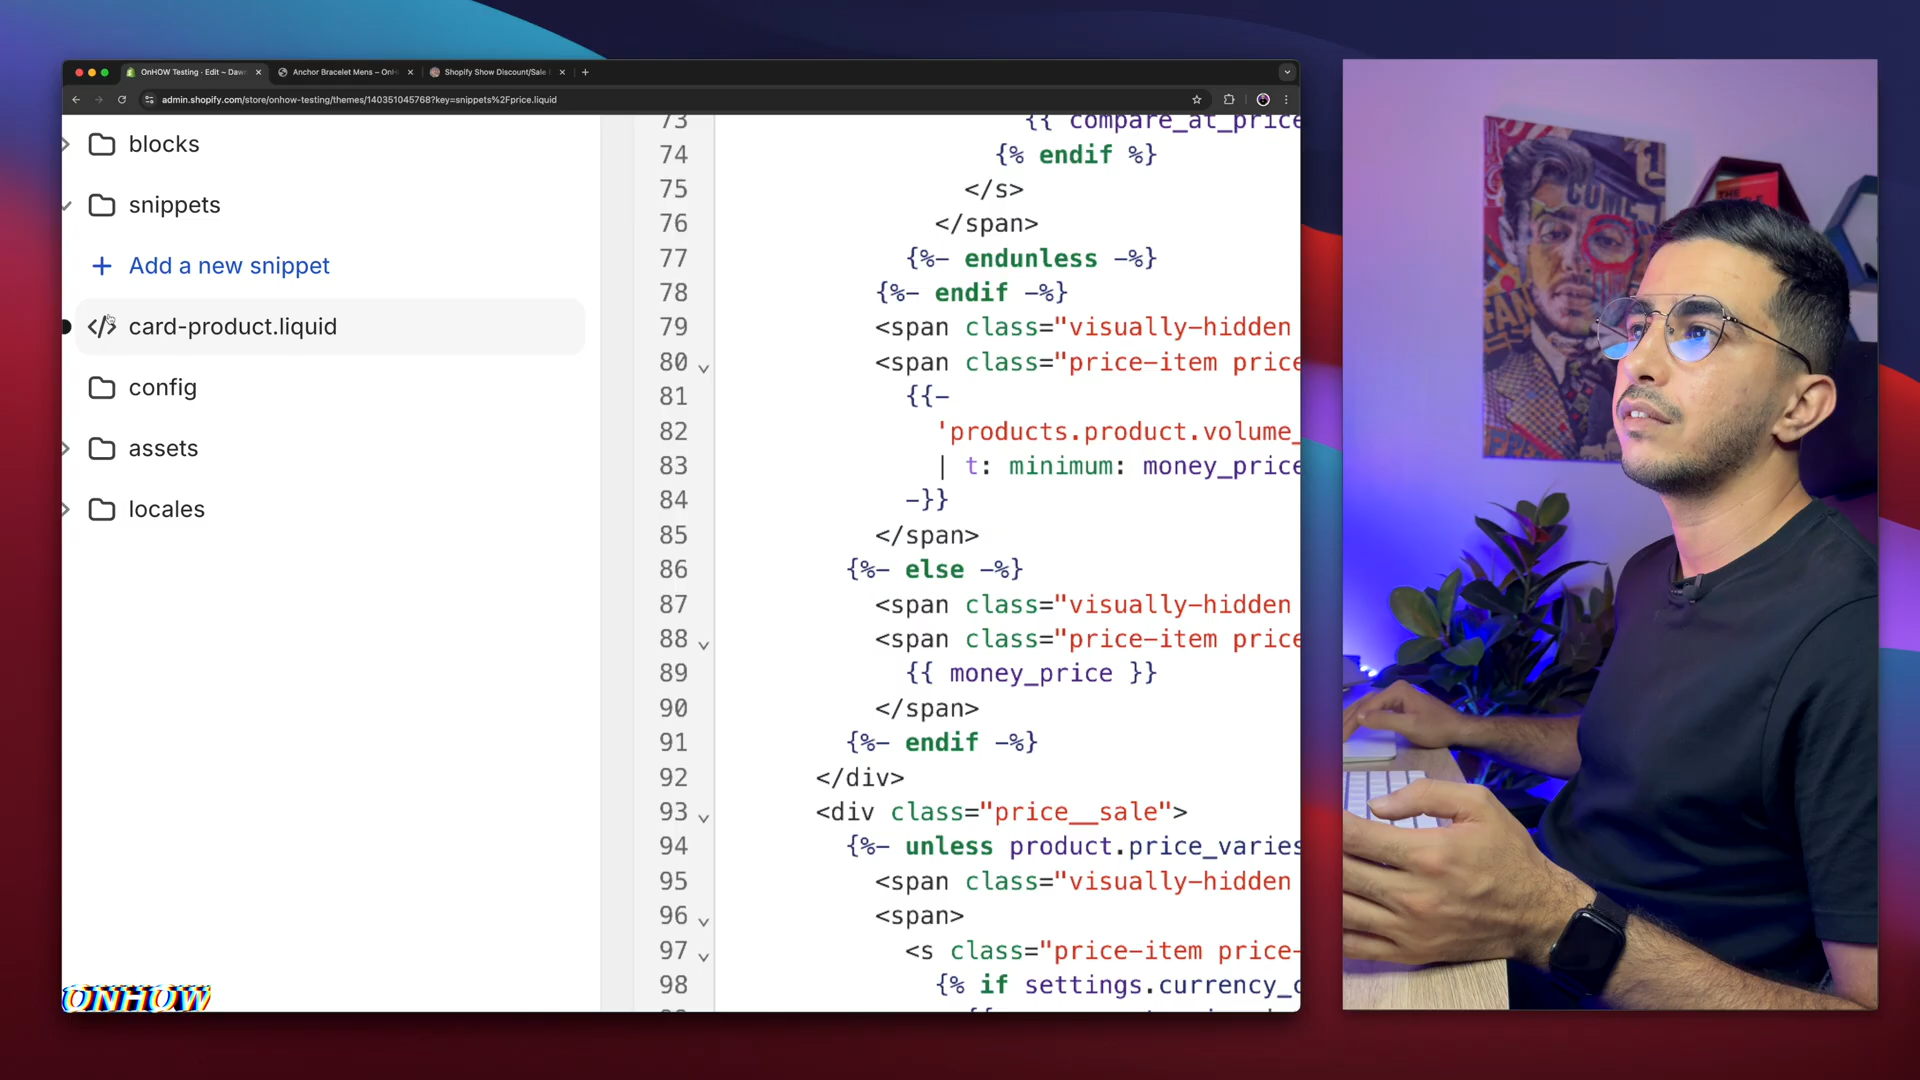 OnHOW Testing · Edit ~ Daw
Anchor Bracelet Mens – OnH
Shopify Show Discount/Sale
admin.shopify.com/store/onhow-testing/themes/140351045768?key=snippets%2Fprice.liquid
blocks
snippets
Add a new snippet
card-product.liquid
config
assets
locales
73 {{ compare_at_price
74 {% endif %}
75 </s>
76 </span>
77 {%- endunless -%}
78 {%- endif -%}
79 <span class="visually-hidden
80 <span class="price-item price
81 {{-
82 'products.product.volume_
83 | t: minimum: money_price
84 -}}
85 </span>
86 {%- else -%}
87 <span class="visually-hidden
88 <span class="price-item price
89 {{ money_price }}
90 </span>
91 {%- endif -%}
92 </div>
93 <div class="price__sale">
94 {%- unless product.price_varies
95 <span class="visually-hidden
96 <span>
97 <s class="price-item price-
98 {% if settings.currency_c
ONHOW
COME
FAN
THE